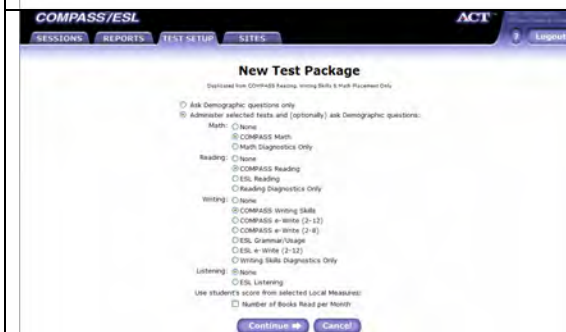 COMPASS/ESL
ACT
SESSIONS REPORTS TEST SETUP SITES
? Logout
New Test Package
Duplicated from COMPASS Reading, Writing Skills & Math Placement Only
Ask Demographic questions only
Administer selected tests and (optionally) ask Demographic questions:
Math: None
COMPASS Math
Math Diagnostics Only
Reading: None
COMPASS Reading
ESL Reading
Reading Diagnostics Only
Writing: None
COMPASS Writing Skills
COMPASS e-Write (2-12)
COMPASS e-Write (2-8)
ESL Grammar/Usage
ESL e-Write (2-12)
Writing Skills Diagnostics Only
Listening: None
ESL Listening
Use student's score from selected Local Measures:
Number of Books Read per Month
Continue Cancel